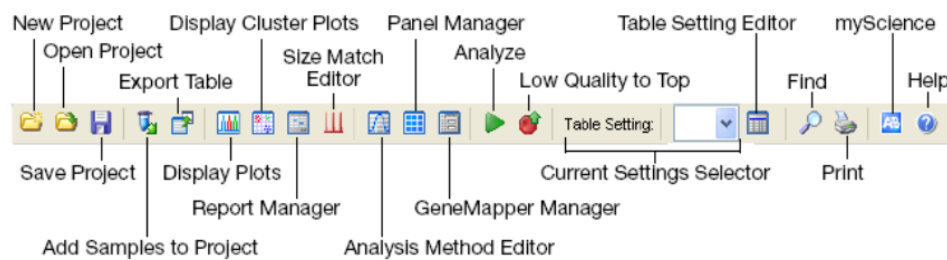 New Project
Display Cluster Plots
Panel Manager
Table Setting Editor
myScience
Open Project
Size Match
Editor
Analyze
Export Table
Low Quality to Top
Find
Help
Table Setting:
AB
Save Project
Display Plots
Current Settings Selector
Print
Report Manager
GeneMapper Manager
Add Samples to Project
Analysis Method Editor